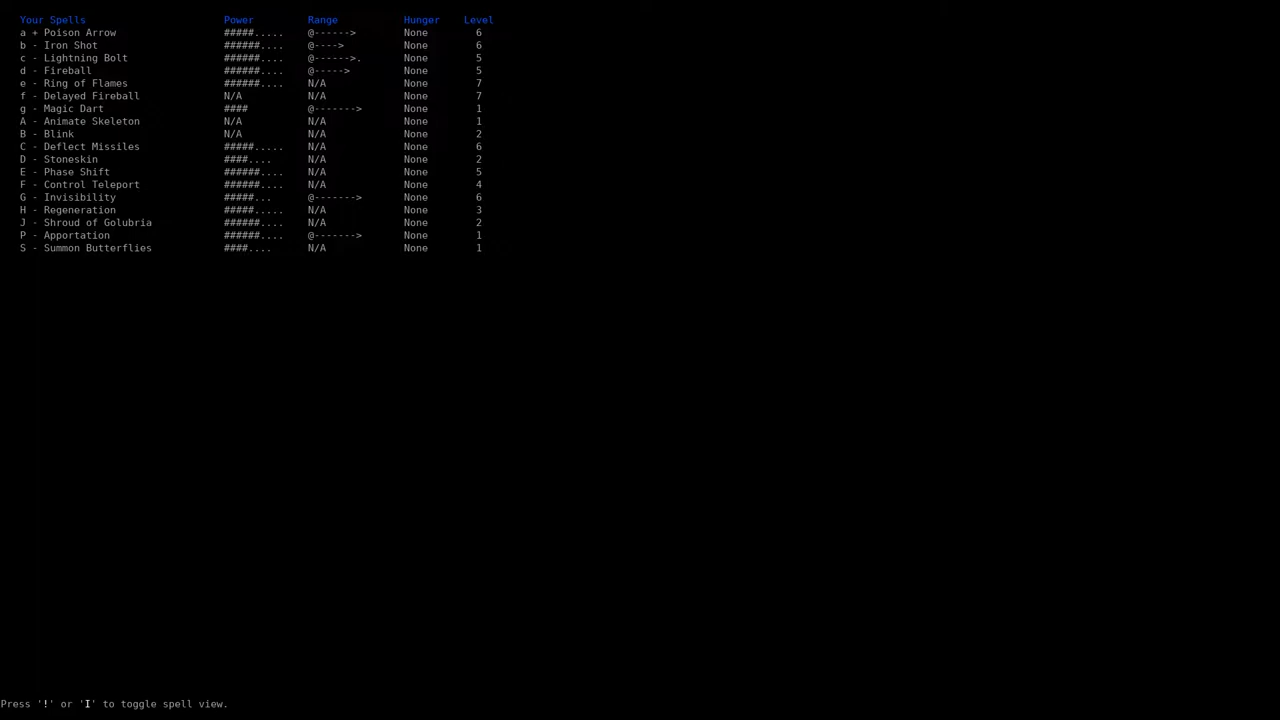 Your Spells Power Range Hunger Level
a + Poison Arrow #####..... @------> None 6
b - Iron Shot ######.... @----> None 6
c - Lightning Bolt ######.... @------>. None 5
d - Fireball ######.... @-----> None 5
e - Ring of Flames ######.... N/A None 7
f - Delayed Fireball N/A N/A None 7
g - Magic Dart #### @-------> None 1
A - Animate Skeleton N/A N/A None 1
B - Blink N/A N/A None 2
C - Deflect Missiles #####..... N/A None 6
D - Stoneskin ####.... N/A None 2
E - Phase Shift ######.... N/A None 5
F - Control Teleport ######.... N/A None 4
G - Invisibility #####... @-------> None 6
H - Regeneration #####..... N/A None 3
J - Shroud of Golubria ######.... N/A None 2
P - Apportation ######.... @-------> None 1
S - Summon Butterflies ####.... N/A None 1
Press '!' or 'I' to toggle spell view.